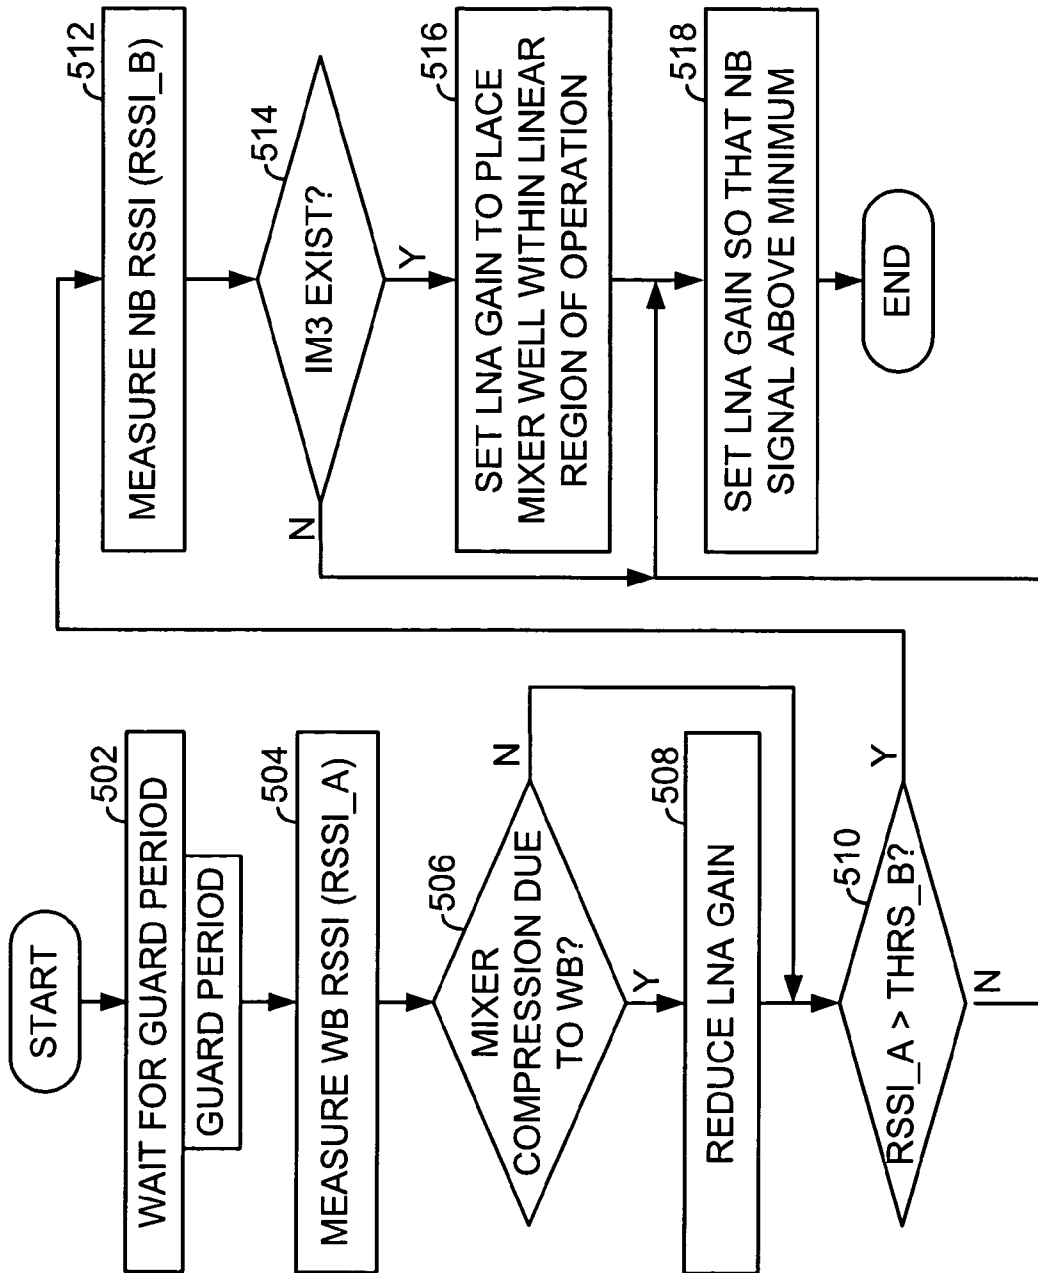 START
502
WAIT FOR GUARD PERIOD
GUARD PERIOD
504
MEASURE WB RSSI (RSSI_A)
506
MIXER
COMPRESSION DUE
TO WB?
N
Y
508
REDUCE LNA GAIN
510
RSSI_A > THRS_B?
Y
N
512
MEASURE NB RSSI (RSSI_B)
514
IM3 EXIST?
N
Y
516
SET LNA GAIN TO PLACE
MIXER WELL WITHIN LINEAR
REGION OF OPERATION
518
SET LNA GAIN SO THAT NB
SIGNAL ABOVE MINIMUM
END